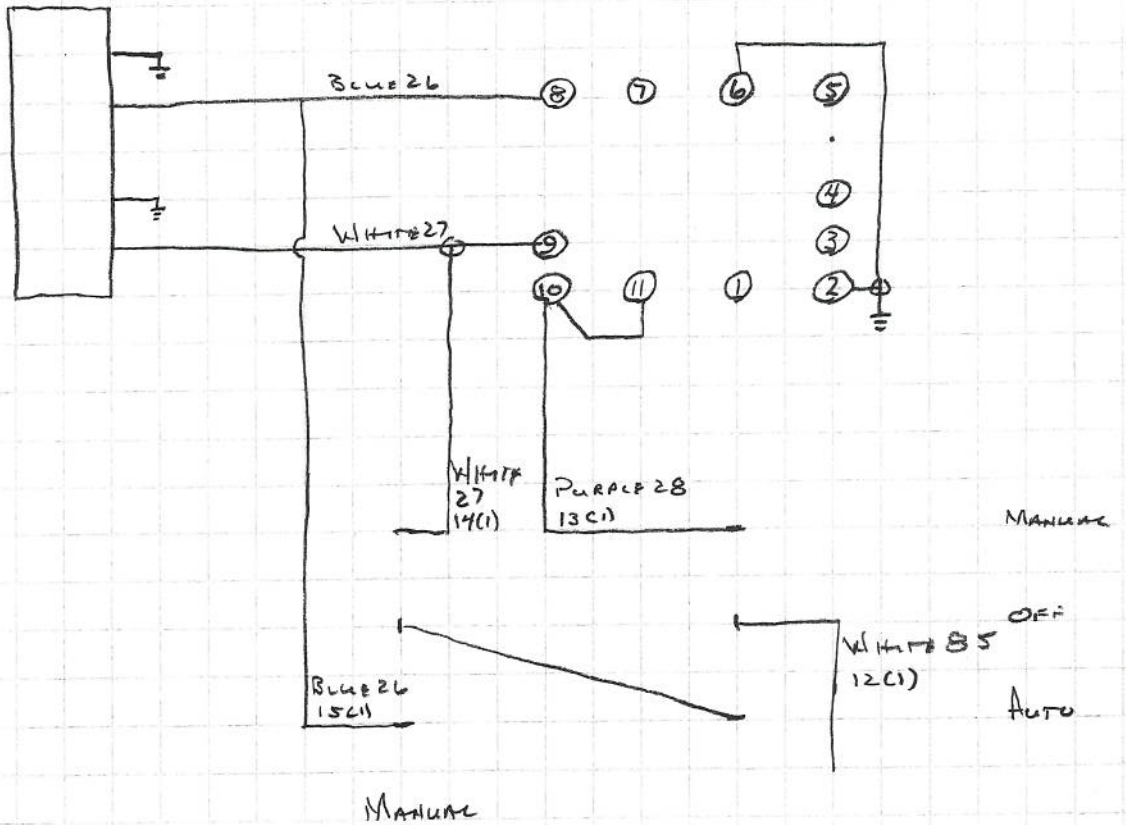 BLUE 26
8 7 6 5
4
WHITE 27
9
3
10 11 1 2
WHITE
27
14(1)
PURPLE 28
13(1)
MANUAL
OFF
WHITE 85
12(1)
BLUE 26
15(1)
AUTO
MANUAL